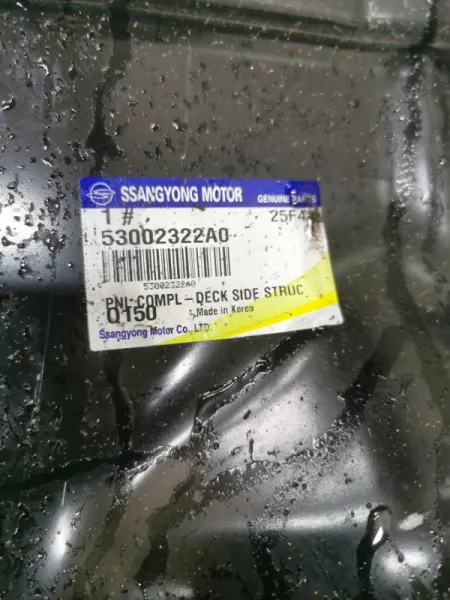 SSANGYONG MOTOR GENUINE PARTS
1 # 25F4
53002322A0
53002322A0
PNL COMPL-DECK SIDE STRUC
Q150 Made in Korea
Ssangyong Motor Co., LTD.